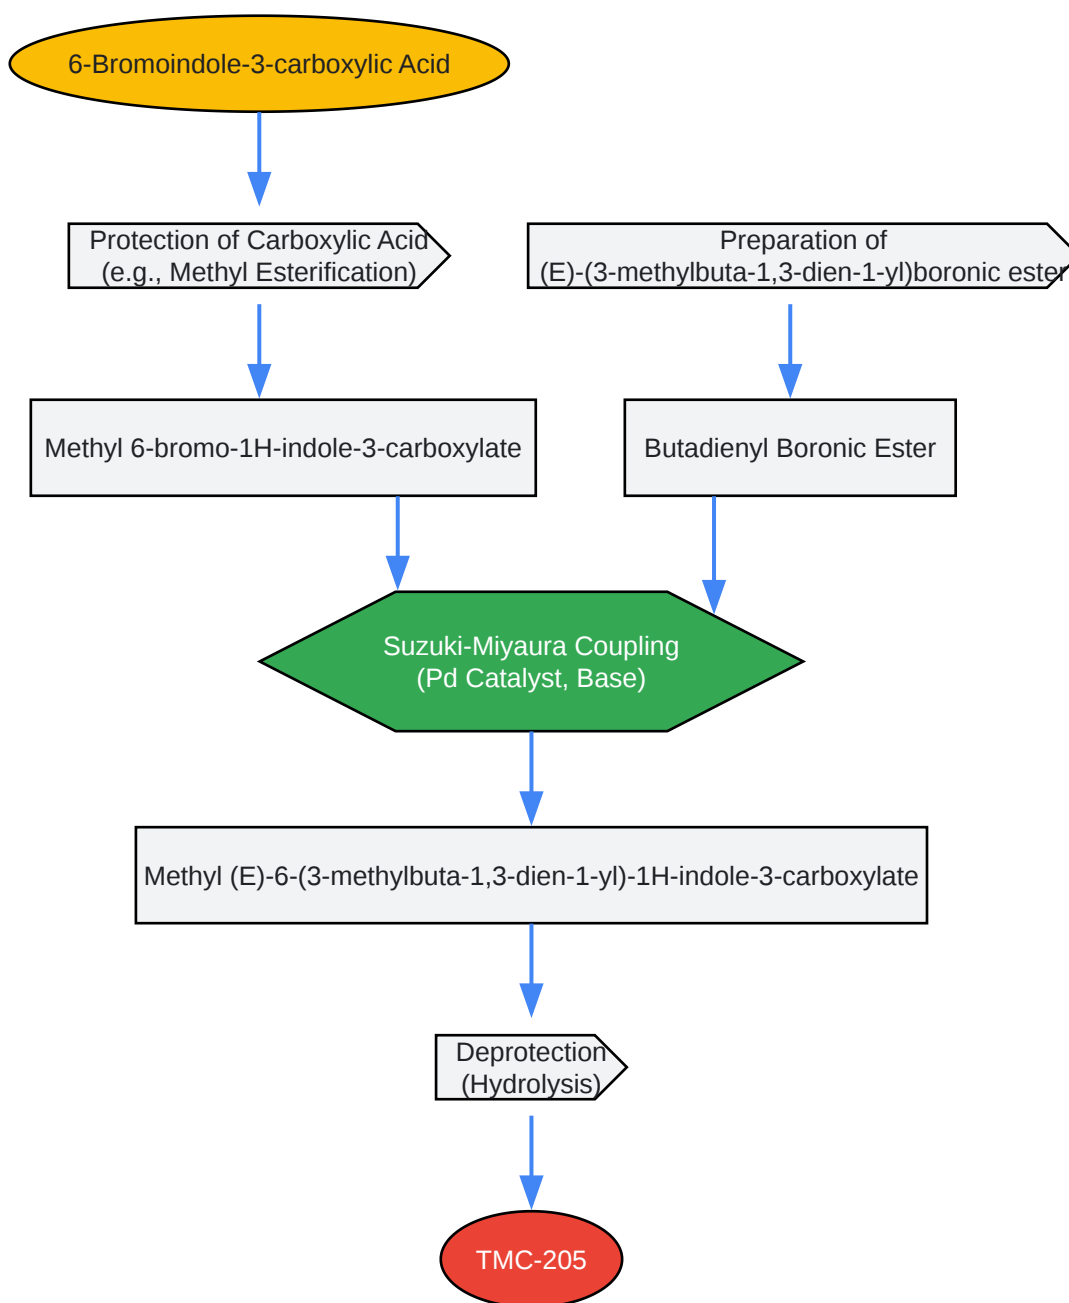 6-Bromoindole-3-carboxylic Acid
Protection of Carboxylic Acid
(e.g., Methyl Esterification)
Preparation of
(E)-(3-methylbuta-1,3-dien-1-yl)boronic ester
Methyl 6-bromo-1H-indole-3-carboxylate
Butadienyl Boronic Ester
Suzuki-Miyaura Coupling
(Pd Catalyst, Base)
Methyl (E)-6-(3-methylbuta-1,3-dien-1-yl)-1H-indole-3-carboxylate
Deprotection
(Hydrolysis)
TMC-205